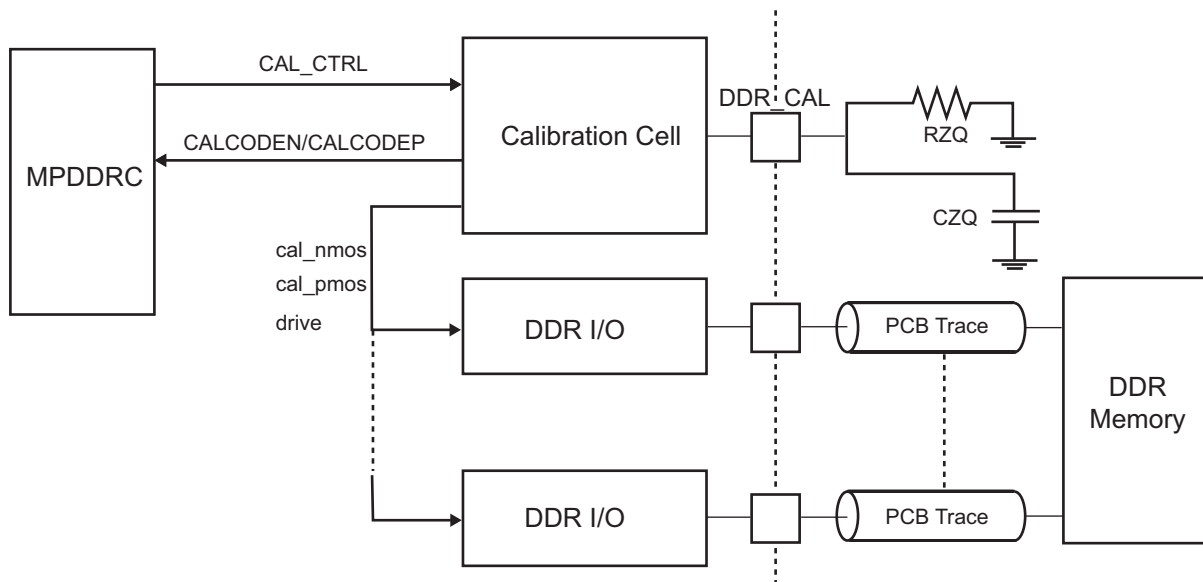 CAL_CTRL
DDR_CAL
CALCODEN/CALCODEP
Calibration Cell
RZQ
MPDDRC
CZQ
cal_nmos
cal_pmos
drive
DDR I/O
PCB Trace
DDR
Memory
DDR I/O
PCB Trace